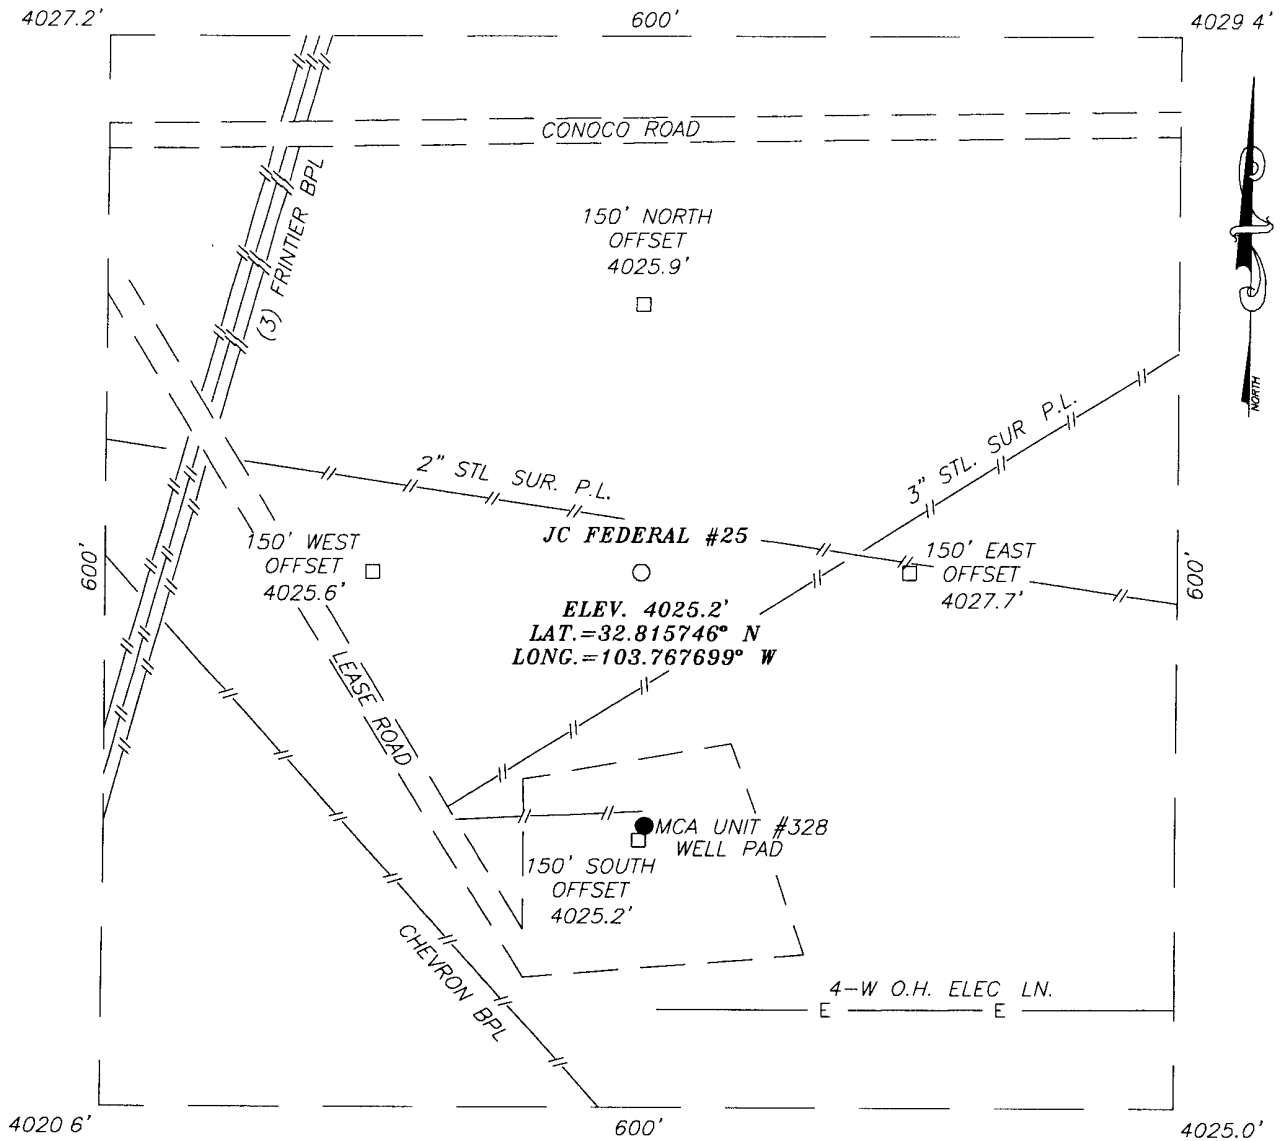 4027.2'
600'
4029 4'
CONOCO ROAD
(3) FRINTIER BPL
150' NORTH
OFFSET
4025.9'
NORTH
2" STL SUR. P.L.
3" STL. SUR P.L.
JC FEDERAL #25
150' WEST
OFFSET
4025.6'
150' EAST
OFFSET
4027.7'
600'
600'
ELEV. 4025.2'
LAT.=32.815746° N
LONG.=103.767699° W
LEASE ROAD
MCA UNIT #328
WELL PAD
150' SOUTH
OFFSET
4025.2'
CHEVRON BPL
4-W O.H. ELEC LN.
E E
4020 6'
600'
4025.0'